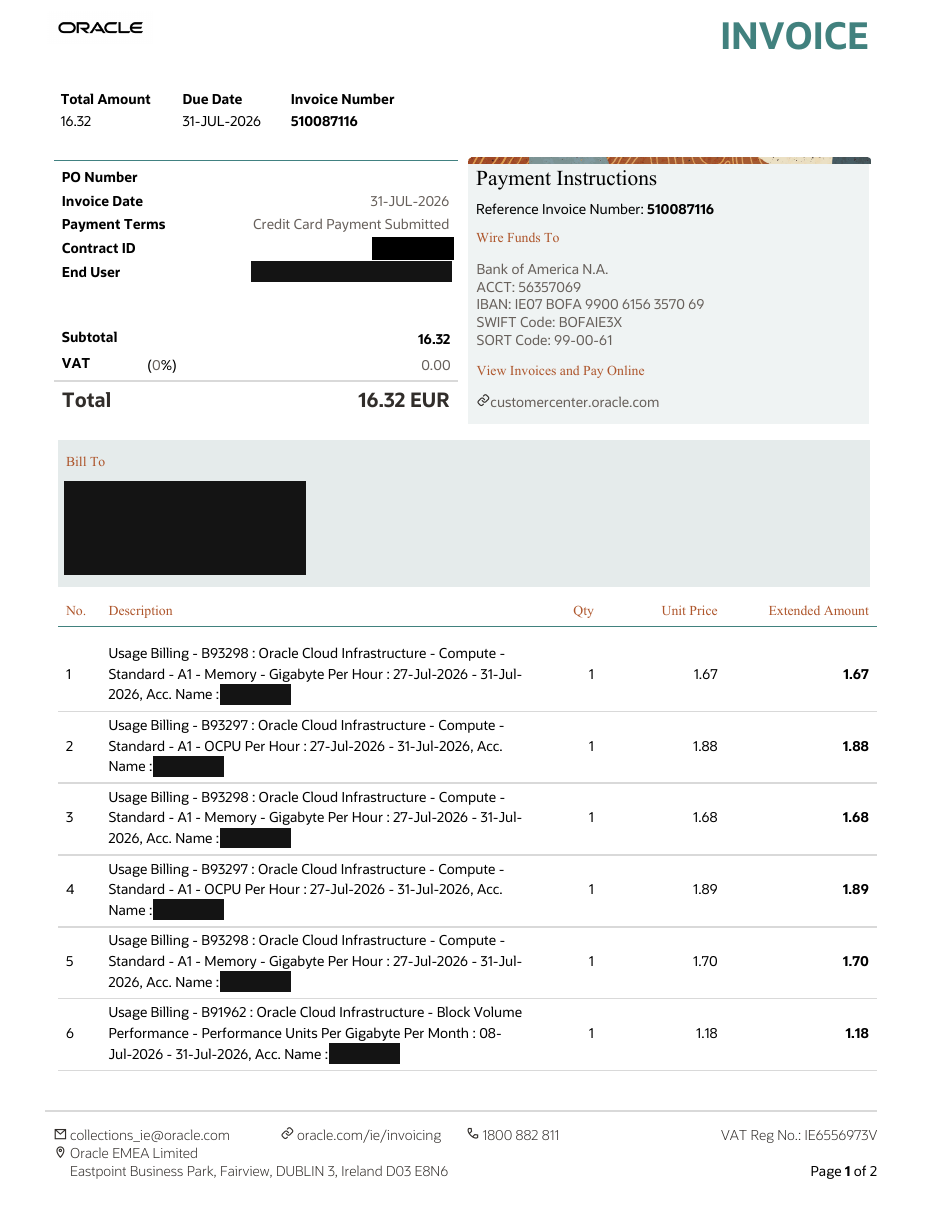 ORACLE
INVOICE
Total Amount Due Date Invoice Number
16.32 31-JUL-2026 510087116
PO Number
Invoice Date 31-JUL-2026
Payment Terms Credit Card Payment Submitted
Contract ID
End User
Subtotal 16.32
VAT (0%) 0.00
Total 16.32 EUR
Payment Instructions
Reference Invoice Number: 510087116
Wire Funds To
Bank of America N.A.
ACCT: 56357069
IBAN: IE07 BOFA 9900 6156 3570 69
SWIFT Code: BOFAIE3X
SORT Code: 99-00-61
View Invoices and Pay Online
customercenter.oracle.com
Bill To
No. Description Qty Unit Price Extended Amount
Usage Billing - B93298 : Oracle Cloud Infrastructure - Compute -
1 Standard - A1 - Memory - Gigabyte Per Hour : 27-Jul-2026 - 31-Jul- 1 1.67 1.67
2026, Acc. Name :
Usage Billing - B93297 : Oracle Cloud Infrastructure - Compute -
2 Standard - A1 - OCPU Per Hour : 27-Jul-2026 - 31-Jul-2026, Acc. 1 1.88 1.88
Name :
Usage Billing - B93298 : Oracle Cloud Infrastructure - Compute -
3 Standard - A1 - Memory - Gigabyte Per Hour : 27-Jul-2026 - 31-Jul- 1 1.68 1.68
2026, Acc. Name :
Usage Billing - B93297 : Oracle Cloud Infrastructure - Compute -
4 Standard - A1 - OCPU Per Hour : 27-Jul-2026 - 31-Jul-2026, Acc. 1 1.89 1.89
Name :
Usage Billing - B93298 : Oracle Cloud Infrastructure - Compute -
5 Standard - A1 - Memory - Gigabyte Per Hour : 27-Jul-2026 - 31-Jul- 1 1.70 1.70
2026, Acc. Name :
Usage Billing - B91962 : Oracle Cloud Infrastructure - Block Volume
6 Performance - Performance Units Per Gigabyte Per Month : 08- 1 1.18 1.18
Jul-2026 - 31-Jul-2026, Acc. Name :
collections_ie@oracle.com oracle.com/ie/invoicing 1800 882 811 VAT Reg No.: IE6556973V
Oracle EMEA Limited
Eastpoint Business Park, Fairview, DUBLIN 3, Ireland D03 E8N6 Page 1 of 2